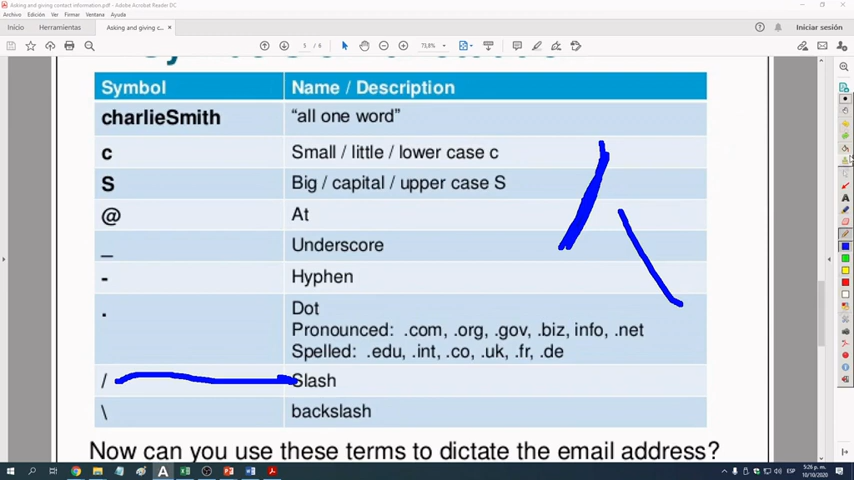 Asking and giving contact information.pdf - Adobe Acrobat Reader DC
Archivo Edición Ver Firmar Ventana Ayuda
Inicio Herramientas Asking and giving c... × Iniciar sesión
5 / 6 73,8%
Symbol Name / Description
charlieSmith "all one word"
c Small / little / lower case c
S Big / capital / upper case S
@ At
_ Underscore
- Hyphen
. Dot
Pronounced: .com, .org, .gov, .biz, info, .net
Spelled: .edu, .int, .co, .uk, .fr, .de
/ Slash
\ backslash
Now can you use these terms to dictate the email address?
ESP 5:26 p. m.
10/10/2020